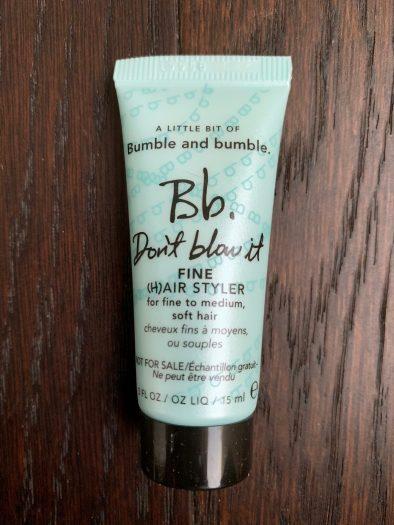 A LITTLE BIT OF
Bumble and bumble.
Bb.
Don't blow it
FINE
(H)AIR STYLER
for fine to medium,
soft hair
cheveux fins à moyens,
ou souples
NOT FOR SALE/Échantillon gratuit-
Ne peut être vendu
FL OZ/OZ LIQ/15 ml e